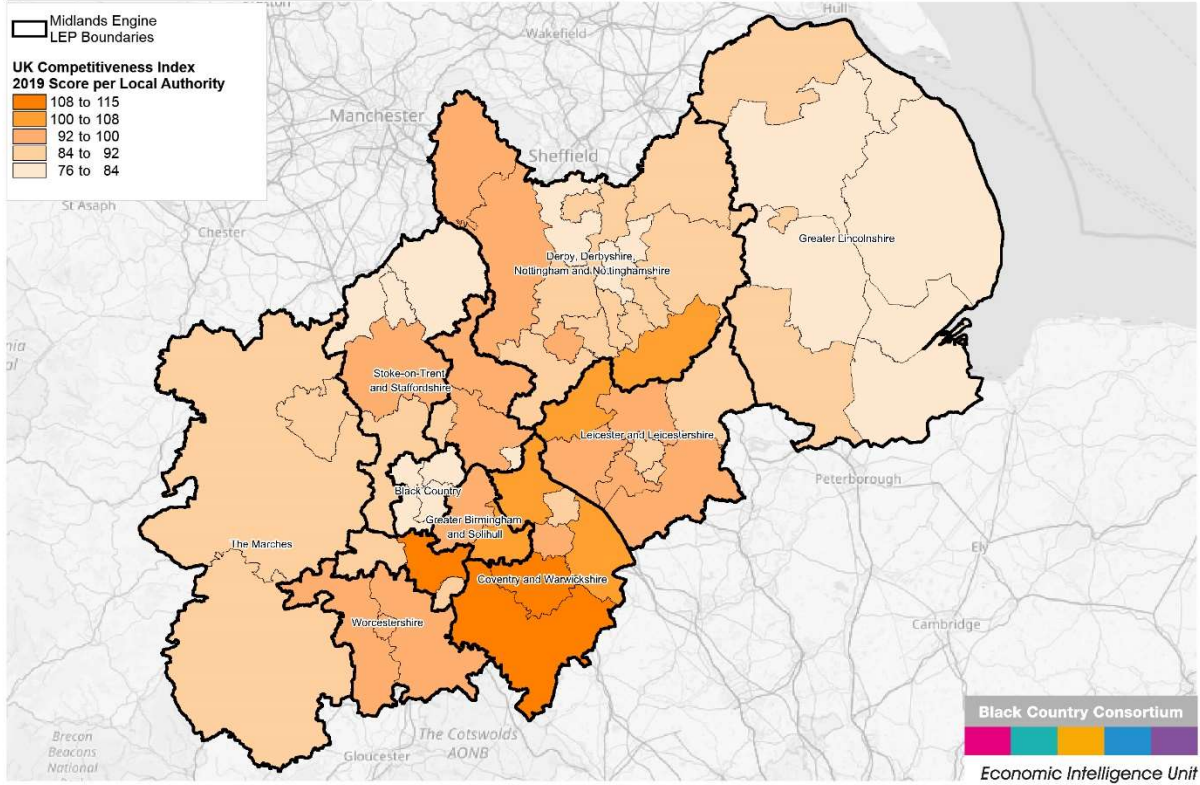 Midlands Engine
LEP Boundaries
UK Competitiveness Index
2019 Score per Local Authority
108 to 115
100 to 108
92 to 100
84 to 92
76 to 84
Hull
Wakefield
Manchester
Sheffield
St Asaph
Chester
Greater Lincolnshire
Derby, Derbyshire,
Nottingham and Nottinghamshire
Stoke-on-Trent
and Staffordshire
Leicester and Leicestershire
Peterborough
Black Country
Greater Birmingham
and Solihull
The Marches
Ely
Coventry and Warwickshire
Worcestershire
Cambridge
Black Country Consortium
Brecon
Beacons
National
Gloucester
The Cotswolds
AONB
Economic Intelligence Unit